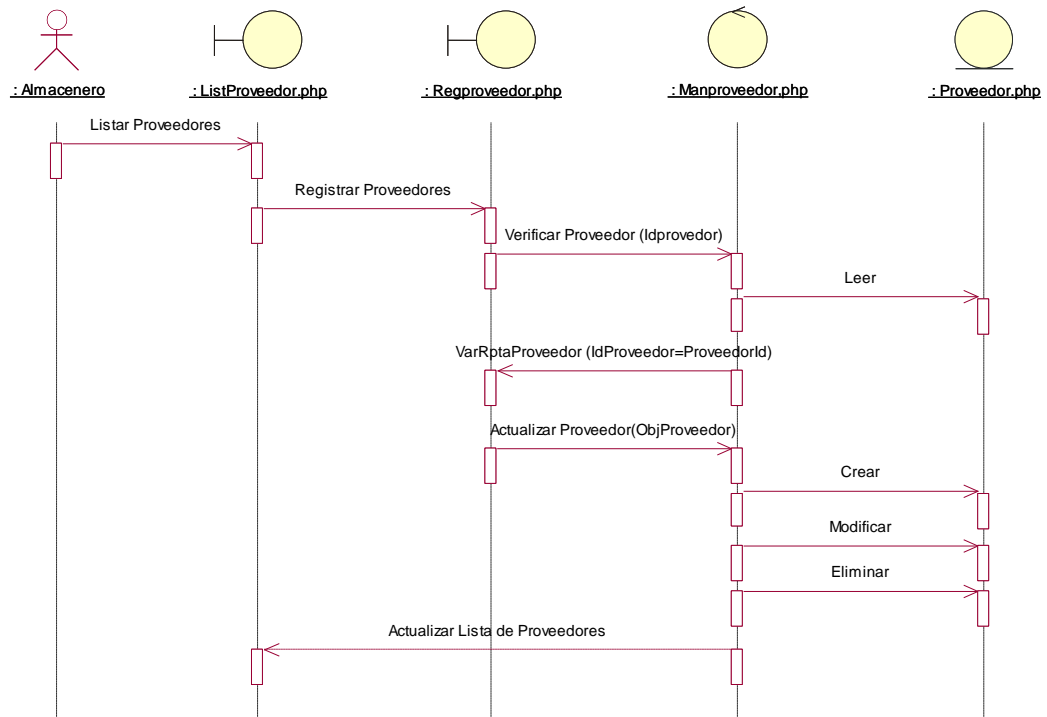 : Almacenero
: ListProveedor.php
: Regproveedor.php
: Manproveedor.php
: Proveedor.php
Listar Proveedores
Registrar Proveedores
Verificar Proveedor (Idprovedor)
Leer
VarRptaProveedor (IdProveedor=ProveedorId)
Actualizar Proveedor(ObjProveedor)
Crear
Modificar
Eliminar
Actualizar Lista de Proveedores